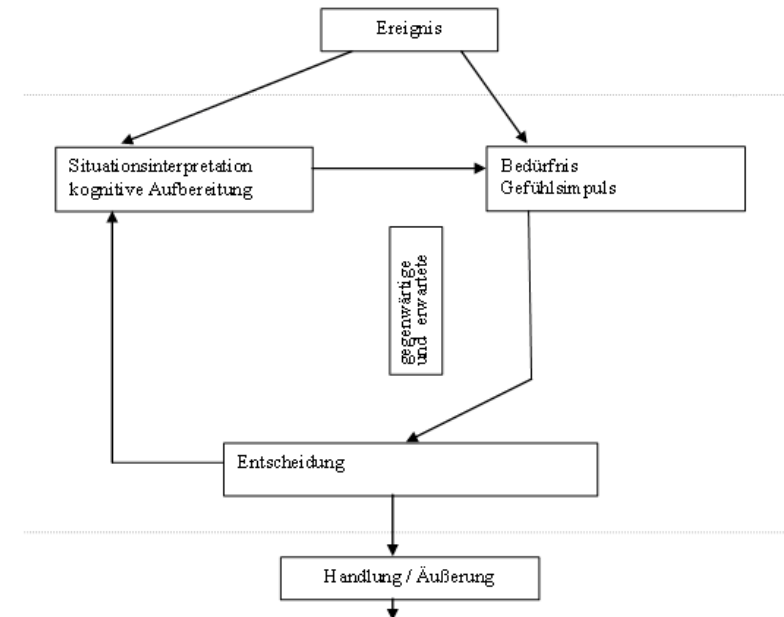 Ereignis
Situationsinterpretation
kognitive Aufbereitung
Bedürfnis
Gefühlsimpuls
gegenwärtige
und erwartete
Entscheidung
Handlung / Äußerung